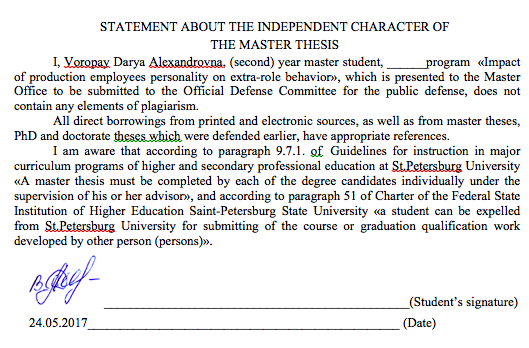 STATEMENT ABOUT THE INDEPENDENT CHARACTER OF
THE MASTER THESIS
I, Voropay Darya Alexandrovna, (second) year master student, ______program «Impact
of production employees personality on extra-role behavior», which is presented to the Master
Office to be submitted to the Official Defense Committee for the public defense, does not
contain any elements of plagiarism.
All direct borrowings from printed and electronic sources, as well as from master theses,
PhD and doctorate theses which were defended earlier, have appropriate references.
I am aware that according to paragraph 9.7.1. of Guidelines for instruction in major
curriculum programs of higher and secondary professional education at St.Petersburg University
«A master thesis must be completed by each of the degree candidates individually under the
supervision of his or her advisor», and according to paragraph 51 of Charter of the Federal State
Institution of Higher Education Saint-Petersburg State University «a student can be expelled
from St.Petersburg University for submitting of the course or graduation qualification work
developed by other person (persons)».
(Student's signature)
24.05.2017 (Date)